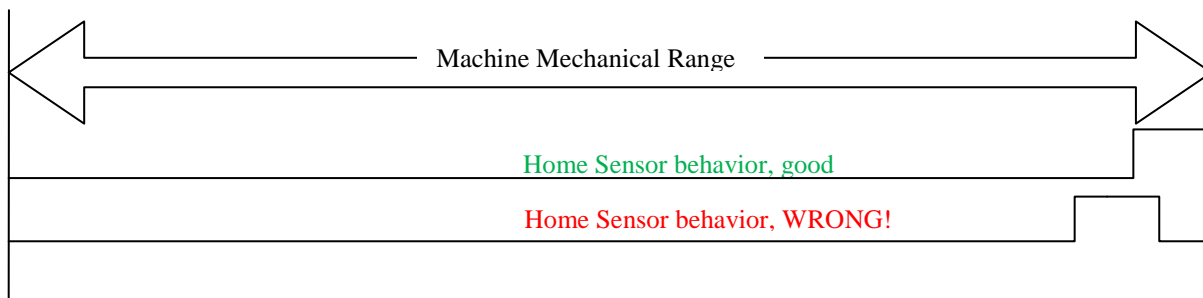 Machine Mechanical Range
Home Sensor behavior, good
Home Sensor behavior, WRONG!